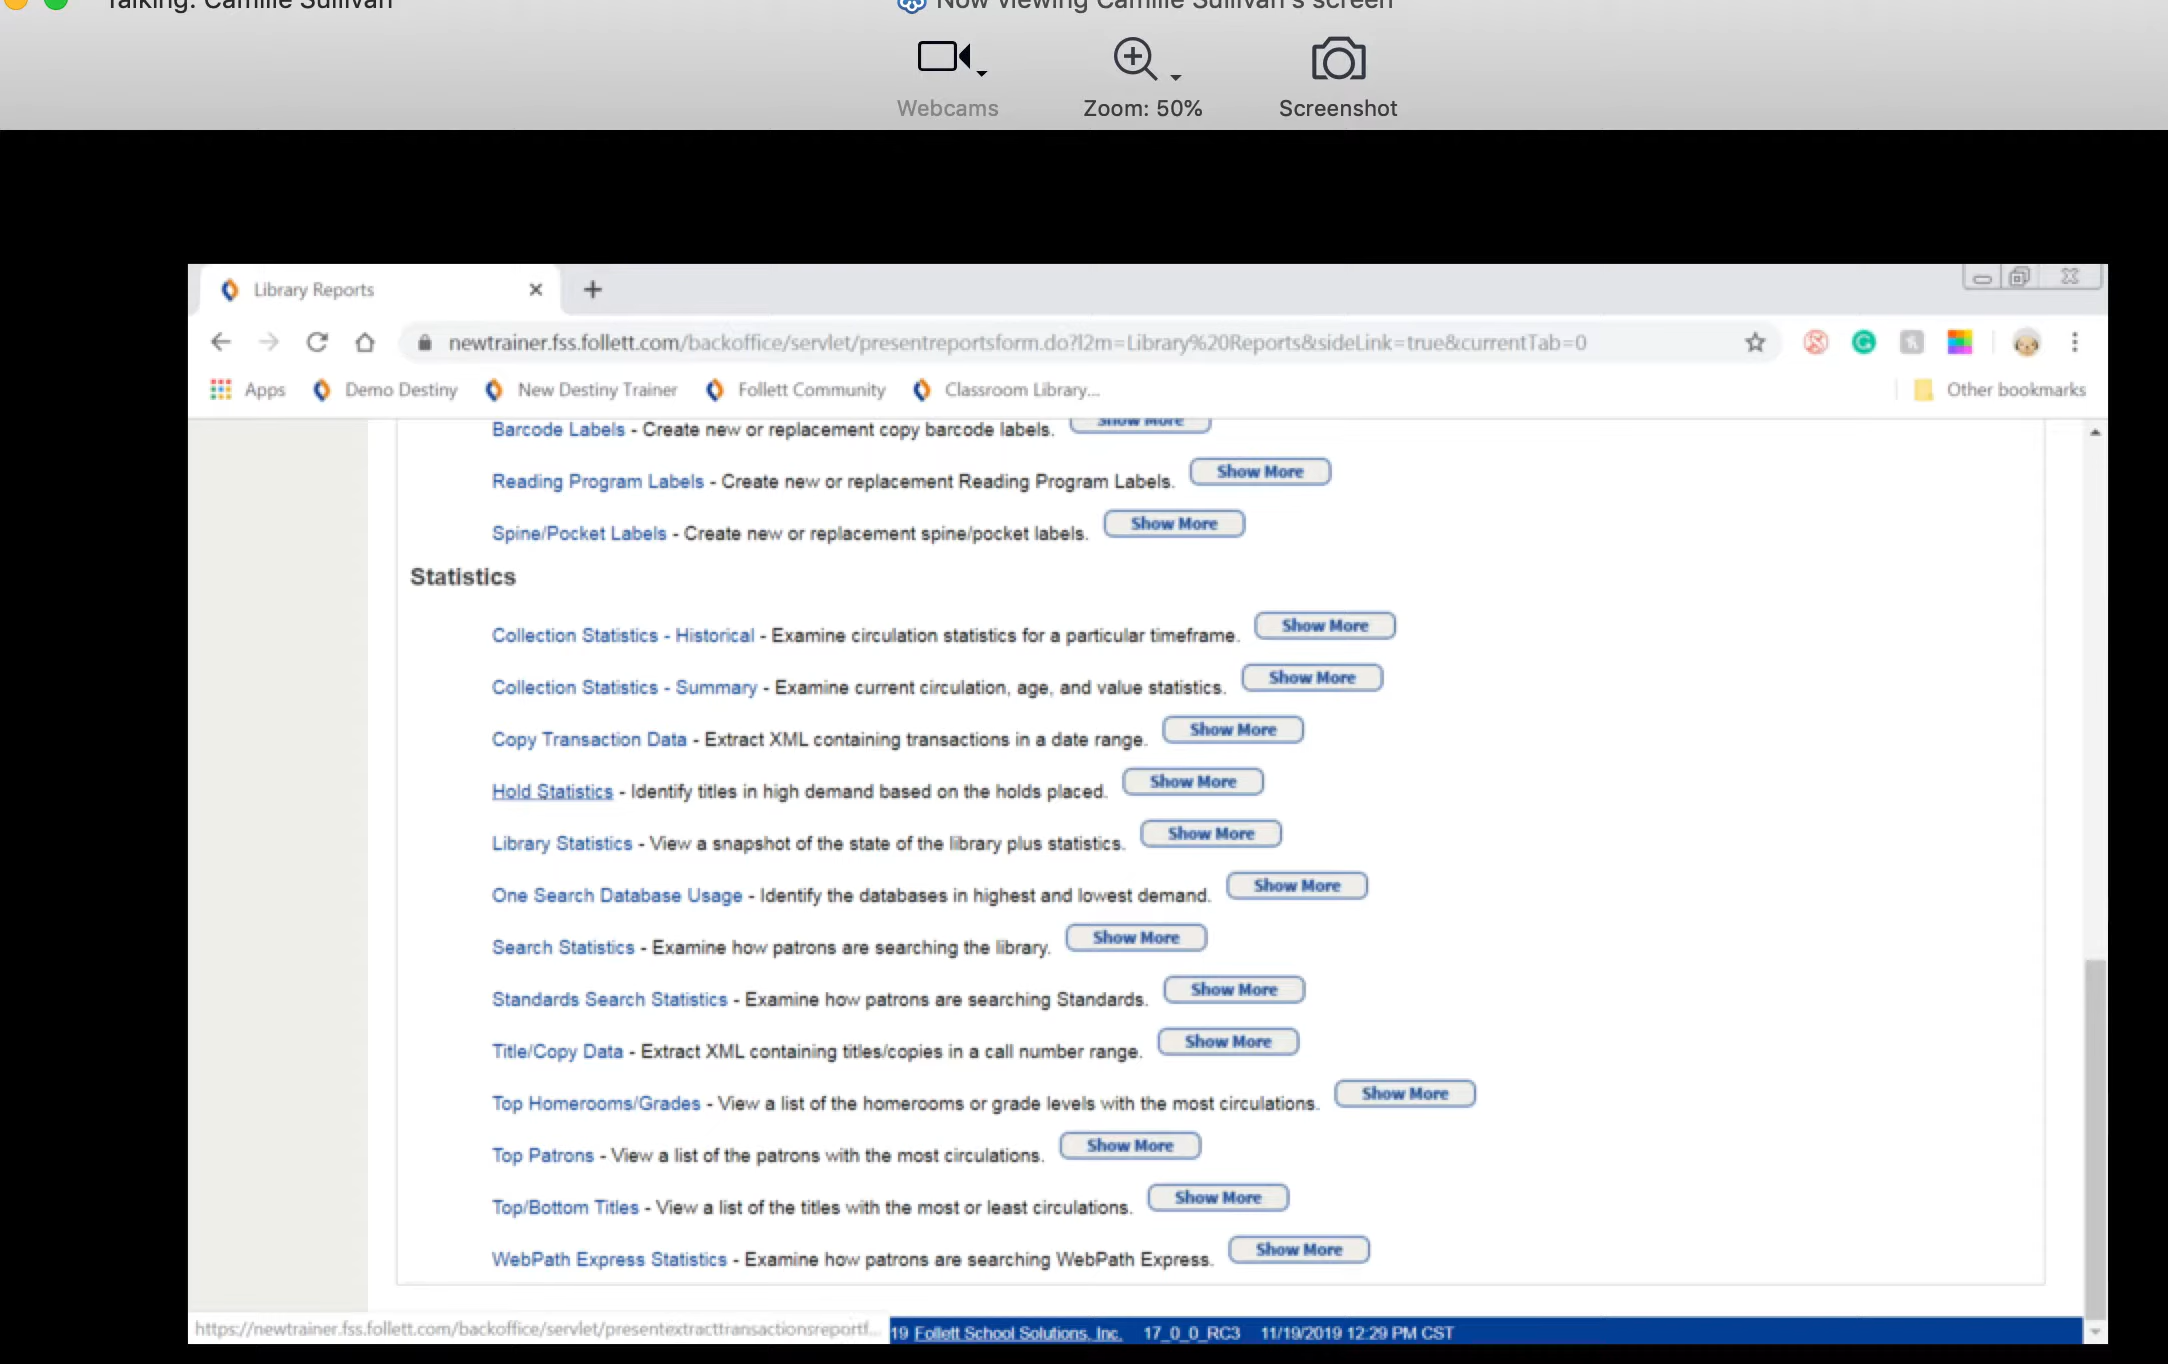 Talking: Camille Sullivan
Now viewing Camille Sullivan's screen
Webcams
Zoom: 50%
Screenshot
Library Reports
newtrainer.fss.follett.com/backoffice/servlet/presentreportsform.do?l2m=Library%20Reports&sideLink=true&currentTab=0
Apps Demo Destiny New Destiny Trainer Follett Community Classroom Library... Other bookmarks
Barcode Labels - Create new or replacement copy barcode labels. Show More
Reading Program Labels - Create new or replacement Reading Program Labels. Show More
Spine/Pocket Labels - Create new or replacement spine/pocket labels. Show More
Statistics
Collection Statistics - Historical - Examine circulation statistics for a particular timeframe. Show More
Collection Statistics - Summary - Examine current circulation, age, and value statistics. Show More
Copy Transaction Data - Extract XML containing transactions in a date range. Show More
Hold Statistics - Identify titles in high demand based on the holds placed. Show More
Library Statistics - View a snapshot of the state of the library plus statistics. Show More
One Search Database Usage - Identify the databases in highest and lowest demand. Show More
Search Statistics - Examine how patrons are searching the library. Show More
Standards Search Statistics - Examine how patrons are searching Standards. Show More
Title/Copy Data - Extract XML containing titles/copies in a call number range. Show More
Top Homerooms/Grades - View a list of the homerooms or grade levels with the most circulations. Show More
Top Patrons - View a list of the patrons with the most circulations. Show More
Top/Bottom Titles - View a list of the titles with the most or least circulations. Show More
WebPath Express Statistics - Examine how patrons are searching WebPath Express. Show More
https://newtrainer.fss.follett.com/backoffice/servlet/presentextracttransactionsreportf... 19 Follett School Solutions, Inc. 17_0_0_RC3 11/19/2019 12:29 PM CST